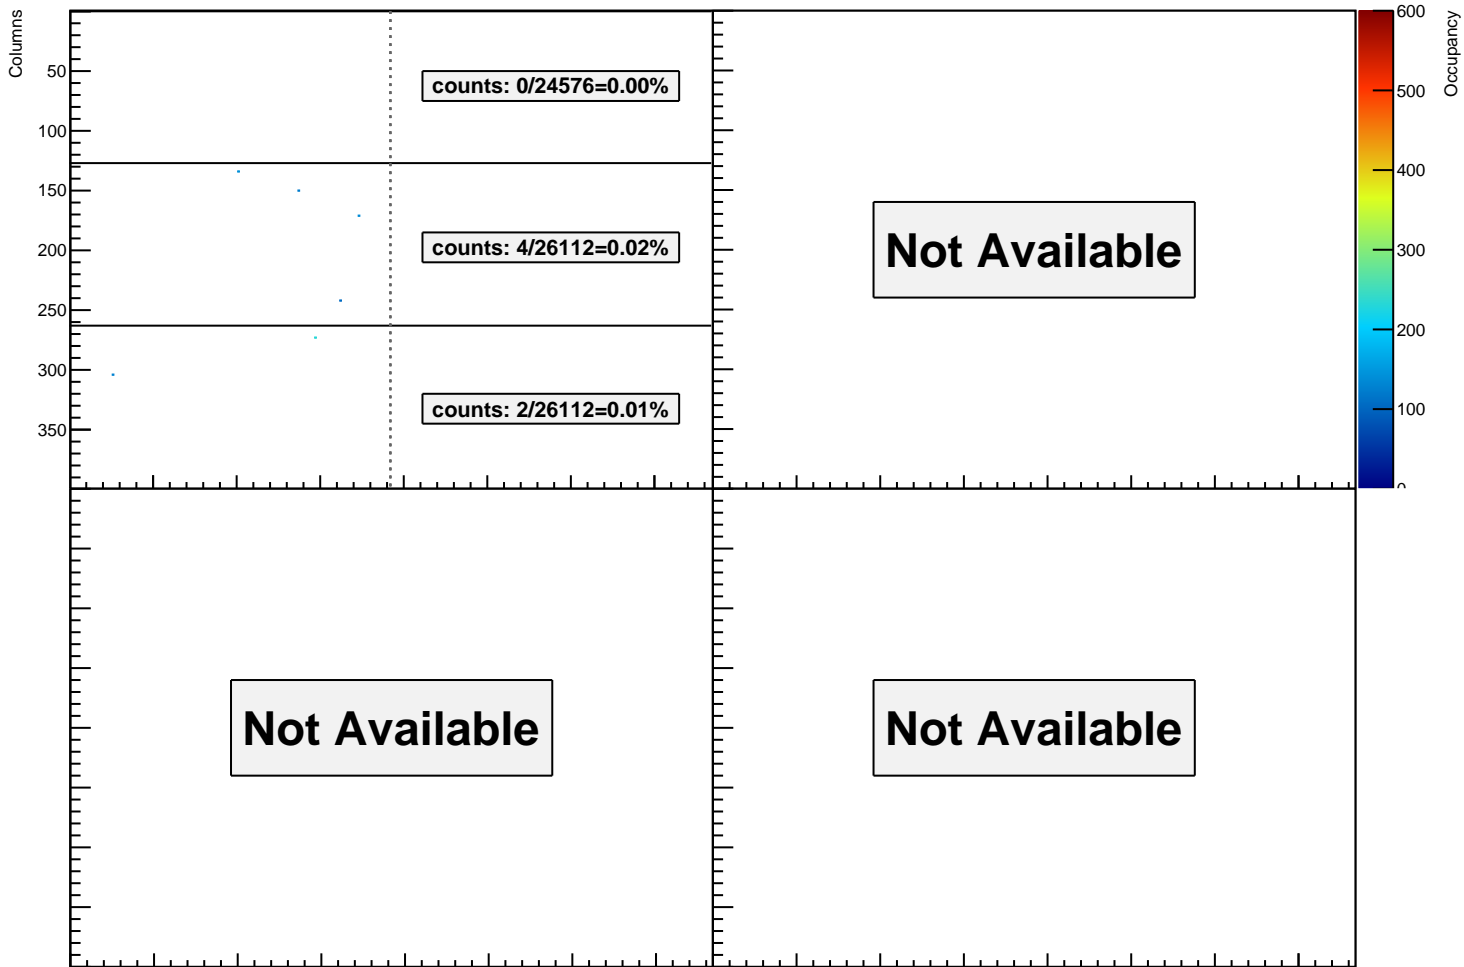 Columns
50
100
150
200
250
300
350
counts: 0/24576=0.00%
counts: 4/26112=0.02%
counts: 2/26112=0.01%
Not Available
600
500
400
300
200
100
0
Occupancy
Not Available
Not Available